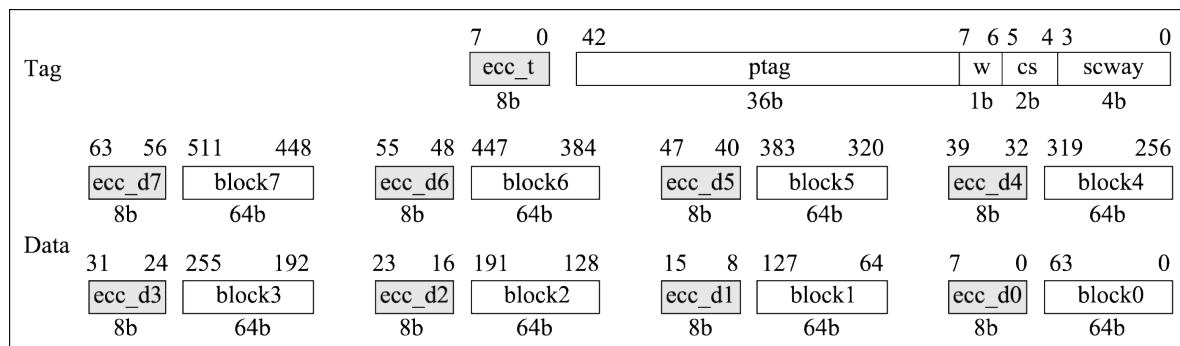 7 0 42 7 6 5 4 3 0
Tag ecc_t ptag w cs scway
8b 36b 1b 2b 4b
63 56 511 448 55 48 447 384 47 40 383 320 39 32 319 256
ecc_d7 block7 ecc_d6 block6 ecc_d5 block5 ecc_d4 block4
8b 64b 8b 64b 8b 64b 8b 64b
Data
31 24 255 192 23 16 191 128 15 8 127 64 7 0 63 0
ecc_d3 block3 ecc_d2 block2 ecc_d1 block1 ecc_d0 block0
8b 64b 8b 64b 8b 64b 8b 64b